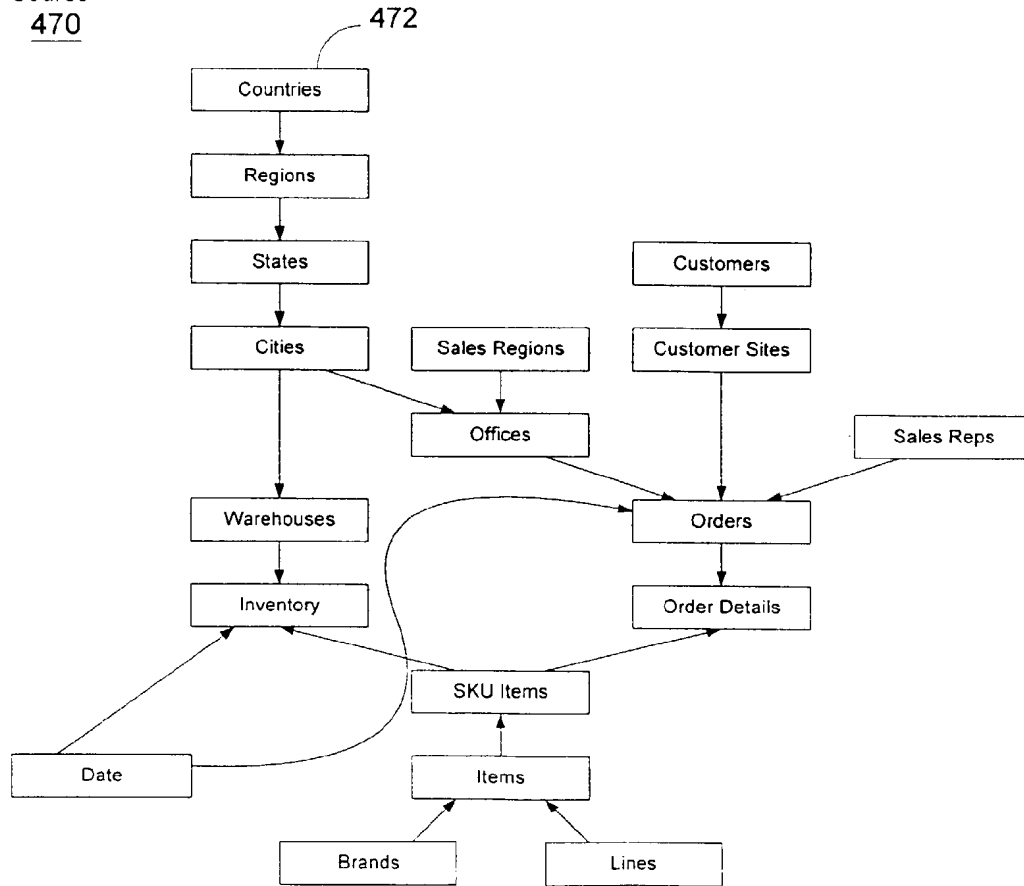 470
472
Countries
Regions
States
Customers
Cities
Sales Regions
Customer Sites
Offices
Sales Reps
Warehouses
Orders
Inventory
Order Details
SKU Items
Date
Items
Brands
Lines